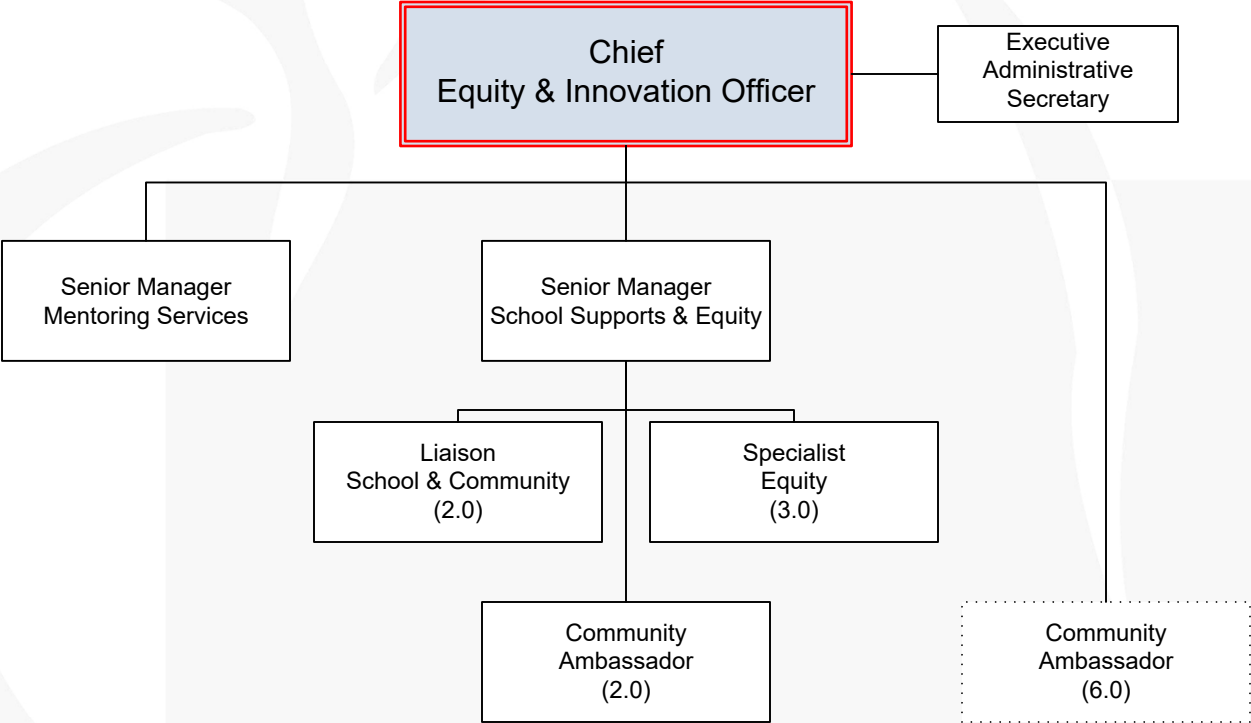 Chief
Equity & Innovation Officer
Executive
Administrative
Secretary
Senior Manager
Mentoring Services
Senior Manager
School Supports & Equity
Liaison
School & Community
(2.0)
Specialist
Equity
(3.0)
Community
Ambassador
(2.0)
Community
Ambassador
(6.0)